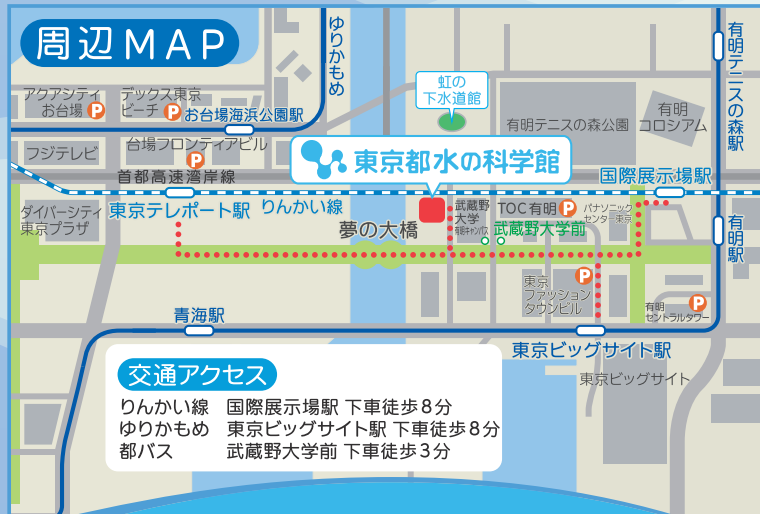 周辺MAP
ゆりかもめ
有明テニスの森駅
アクアシティ
お台場 P
デックス東京
ビーチ P
お台場海浜公園駅
虹の
下水道館
有明テニスの森公園
有明
コロシアム
フジテレビ
台場フロンティアビル
P
東京都水の科学館
首都高速湾岸線
国際展示場駅
ダイバーシティ
東京プラザ
東京テレポート駅
りんかい線
夢の大橋
武蔵野
大学
有明キャンパス
TOC有明 P
武蔵野大学前
パナソニック
センター東京
有明駅
東京
ファッション
タウンビル
P
有明
セントラルタワー
P
青海駅
東京ビッグサイト駅
東京ビッグサイト
交通アクセス
りんかい線 国際展示場駅 下車徒歩8分
ゆりかもめ 東京ビッグサイト駅 下車徒歩8分
都バス 武蔵野大学前 下車徒歩3分